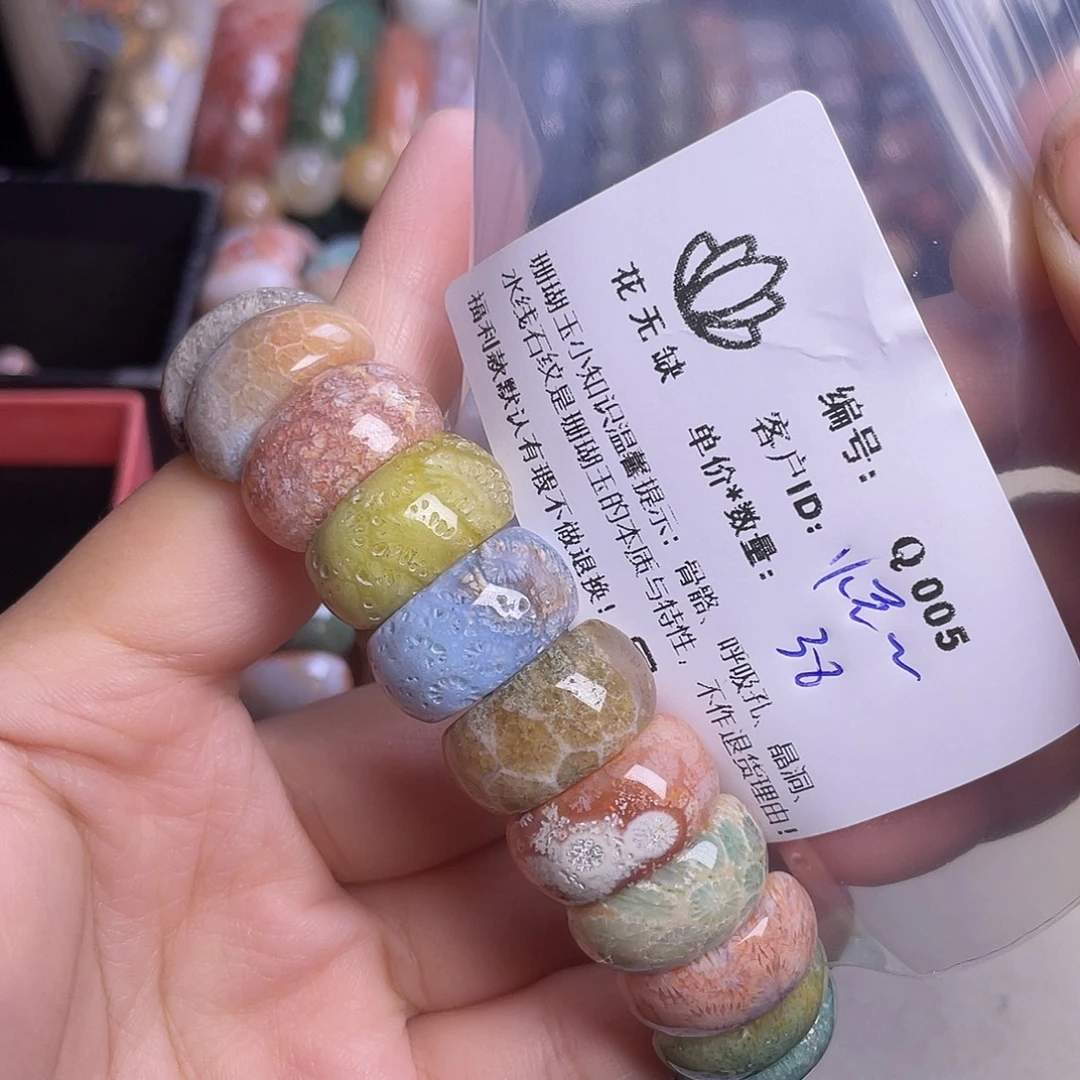 花无缺
编号: Q005
客户ID:
单价*数量: 38
珊瑚玉小知识温馨提示: 骨骼、呼吸孔、晶洞、
水线石纹是珊瑚玉的本质与特性, 不作退货理由!
福利款默认有瑕不做退换!